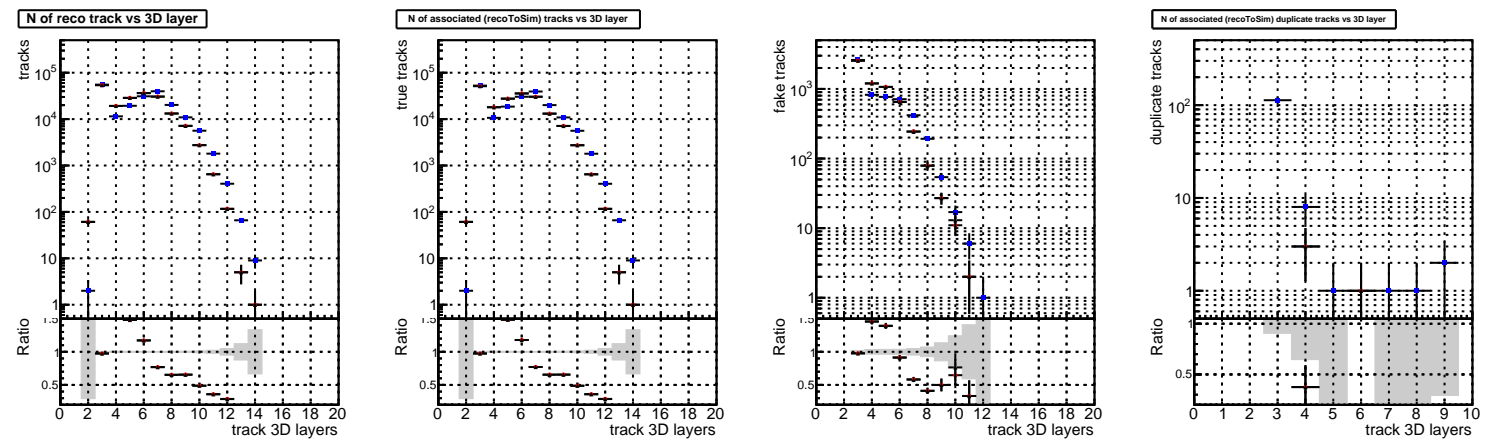 N of reco track vs 3D layer
tracks
10^5
10^4
10^3
10^2
10
1
Ratio
1.5
1
0.5
0 2 4 6 8 10 12 14 16 18 20
track 3D layers
N of associated (recoToSim) tracks vs 3D layer
true tracks
10^5
10^4
10^3
10^2
10
1
Ratio
1.5
1
0.5
0 2 4 6 8 10 12 14 16 18 20
track 3D layers
fake tracks
10^3
10^2
10
1
Ratio
1.5
1
0.5
0 2 4 6 8 10 12 14 16 18 20
track 3D layers
N of associated (recoToSim) duplicate tracks vs 3D layer
duplicate tracks
10^2
10
1
Ratio
1
0.5
0 1 2 3 4 5 6 7 8 9 10
track 3D layers